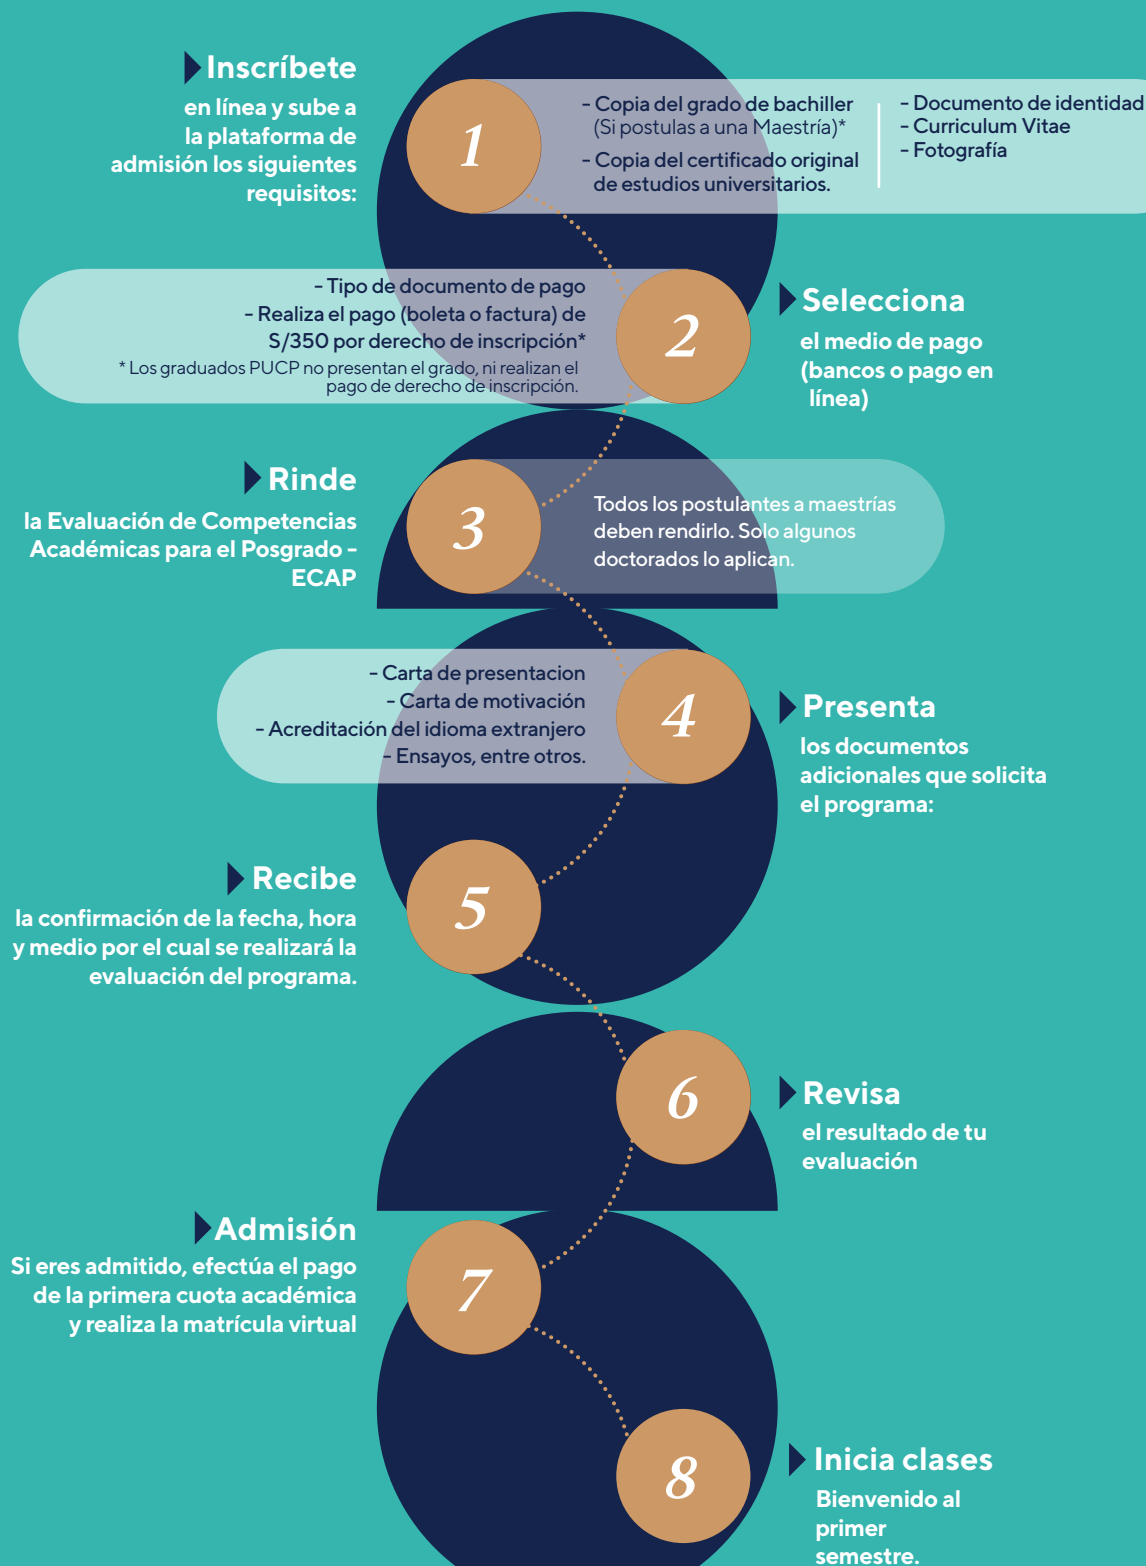 Inscríbete
en línea y sube a
la plataforma de
admisión los siguientes
requisitos:
1
- Copia del grado de bachiller
(Si postulas a una Maestría)*
- Copia del certificado original
de estudios universitarios.
- Documento de identidad
- Curriculum Vitae
- Fotografía
- Tipo de documento de pago
- Realiza el pago (boleta o factura) de
S/350 por derecho de inscripción*
* Los graduados PUCP no presentan el grado, ni realizan el
pago de derecho de inscripción.
2
Selecciona
el medio de pago
(bancos o pago en
línea)
Rinde
la Evaluación de Competencias
Académicas para el Posgrado -
ECAP
3
Todos los postulantes a maestrías
deben rendirlo. Solo algunos
doctorados lo aplican.
- Carta de presentacion
- Carta de motivación
- Acreditación del idioma extranjero
- Ensayos, entre otros.
4
Presenta
los documentos
adicionales que solicita
el programa:
Recibe
la confirmación de la fecha, hora
y medio por el cual se realizará la
evaluación del programa.
5
6
Revisa
el resultado de tu
evaluación
Admisión
Si eres admitido, efectúa el pago
de la primera cuota académica
y realiza la matrícula virtual
7
8
Inicia clases
Bienvenido al
primer
semestre.